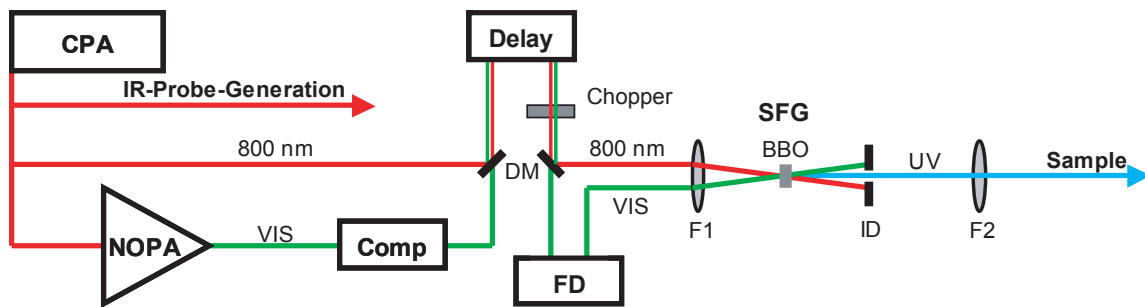 CPA
Delay
IR-Probe-Generation
Chopper
SFG
800 nm
DM
800 nm
BBO
UV
Sample
NOPA
VIS
Comp
VIS
FD
F1
ID
F2